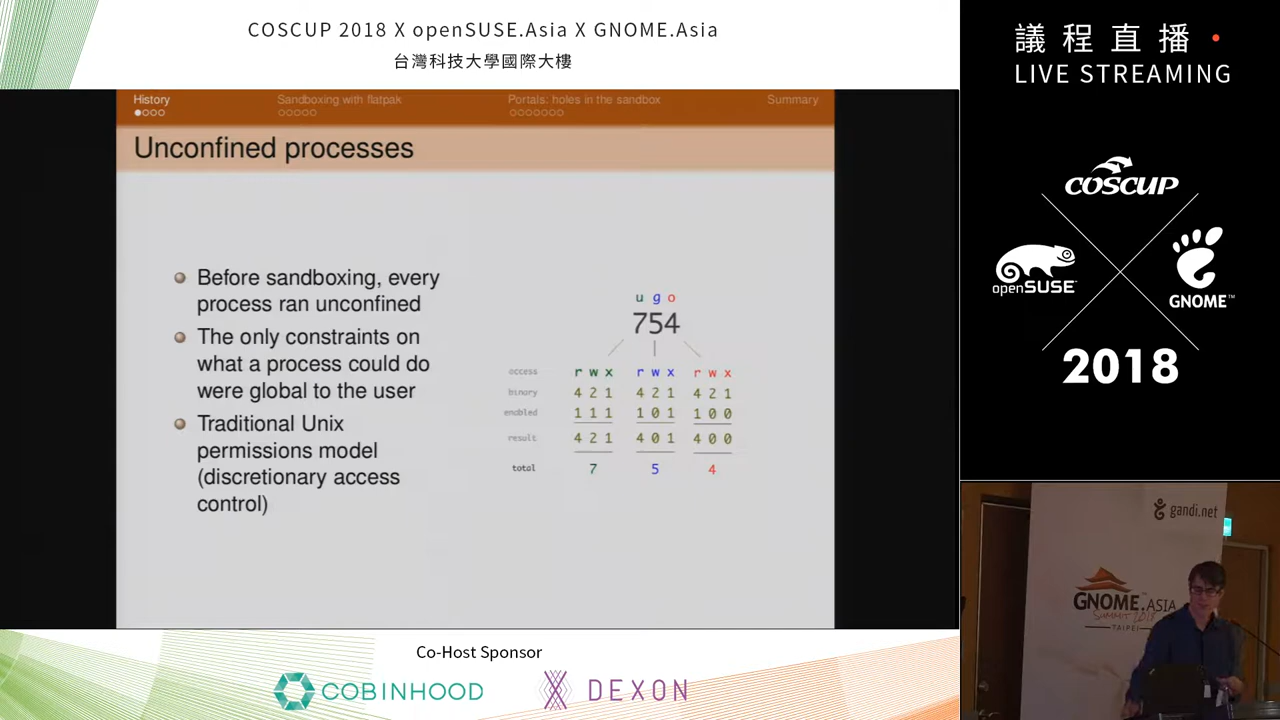 COSCUP 2018 X openSUSE.Asia X GNOME.Asia
台灣科技大學國際大樓
議程直播
LIVE STREAMING
History
Sandboxing with flatpak
Portals: holes in the sandbox
Summary
Unconfined processes
Before sandboxing, every
process ran unconfined
The only constraints on
what a process could do
were global to the user
Traditional Unix
permissions model
(discretionary access
control)
u g o
754
access r w x r w x r w x
binary 4 2 1 4 2 1 4 2 1
enabled 1 1 1 1 0 1 1 0 0
result 4 2 1 4 0 1 4 0 0
total 7 5 4
COSCUP
openSUSE
GNOME™
2018
gandi.net
GNOME.ASIA
Summit 2018
TAIPEI
Co-Host Sponsor
COBINHOOD
DEXON